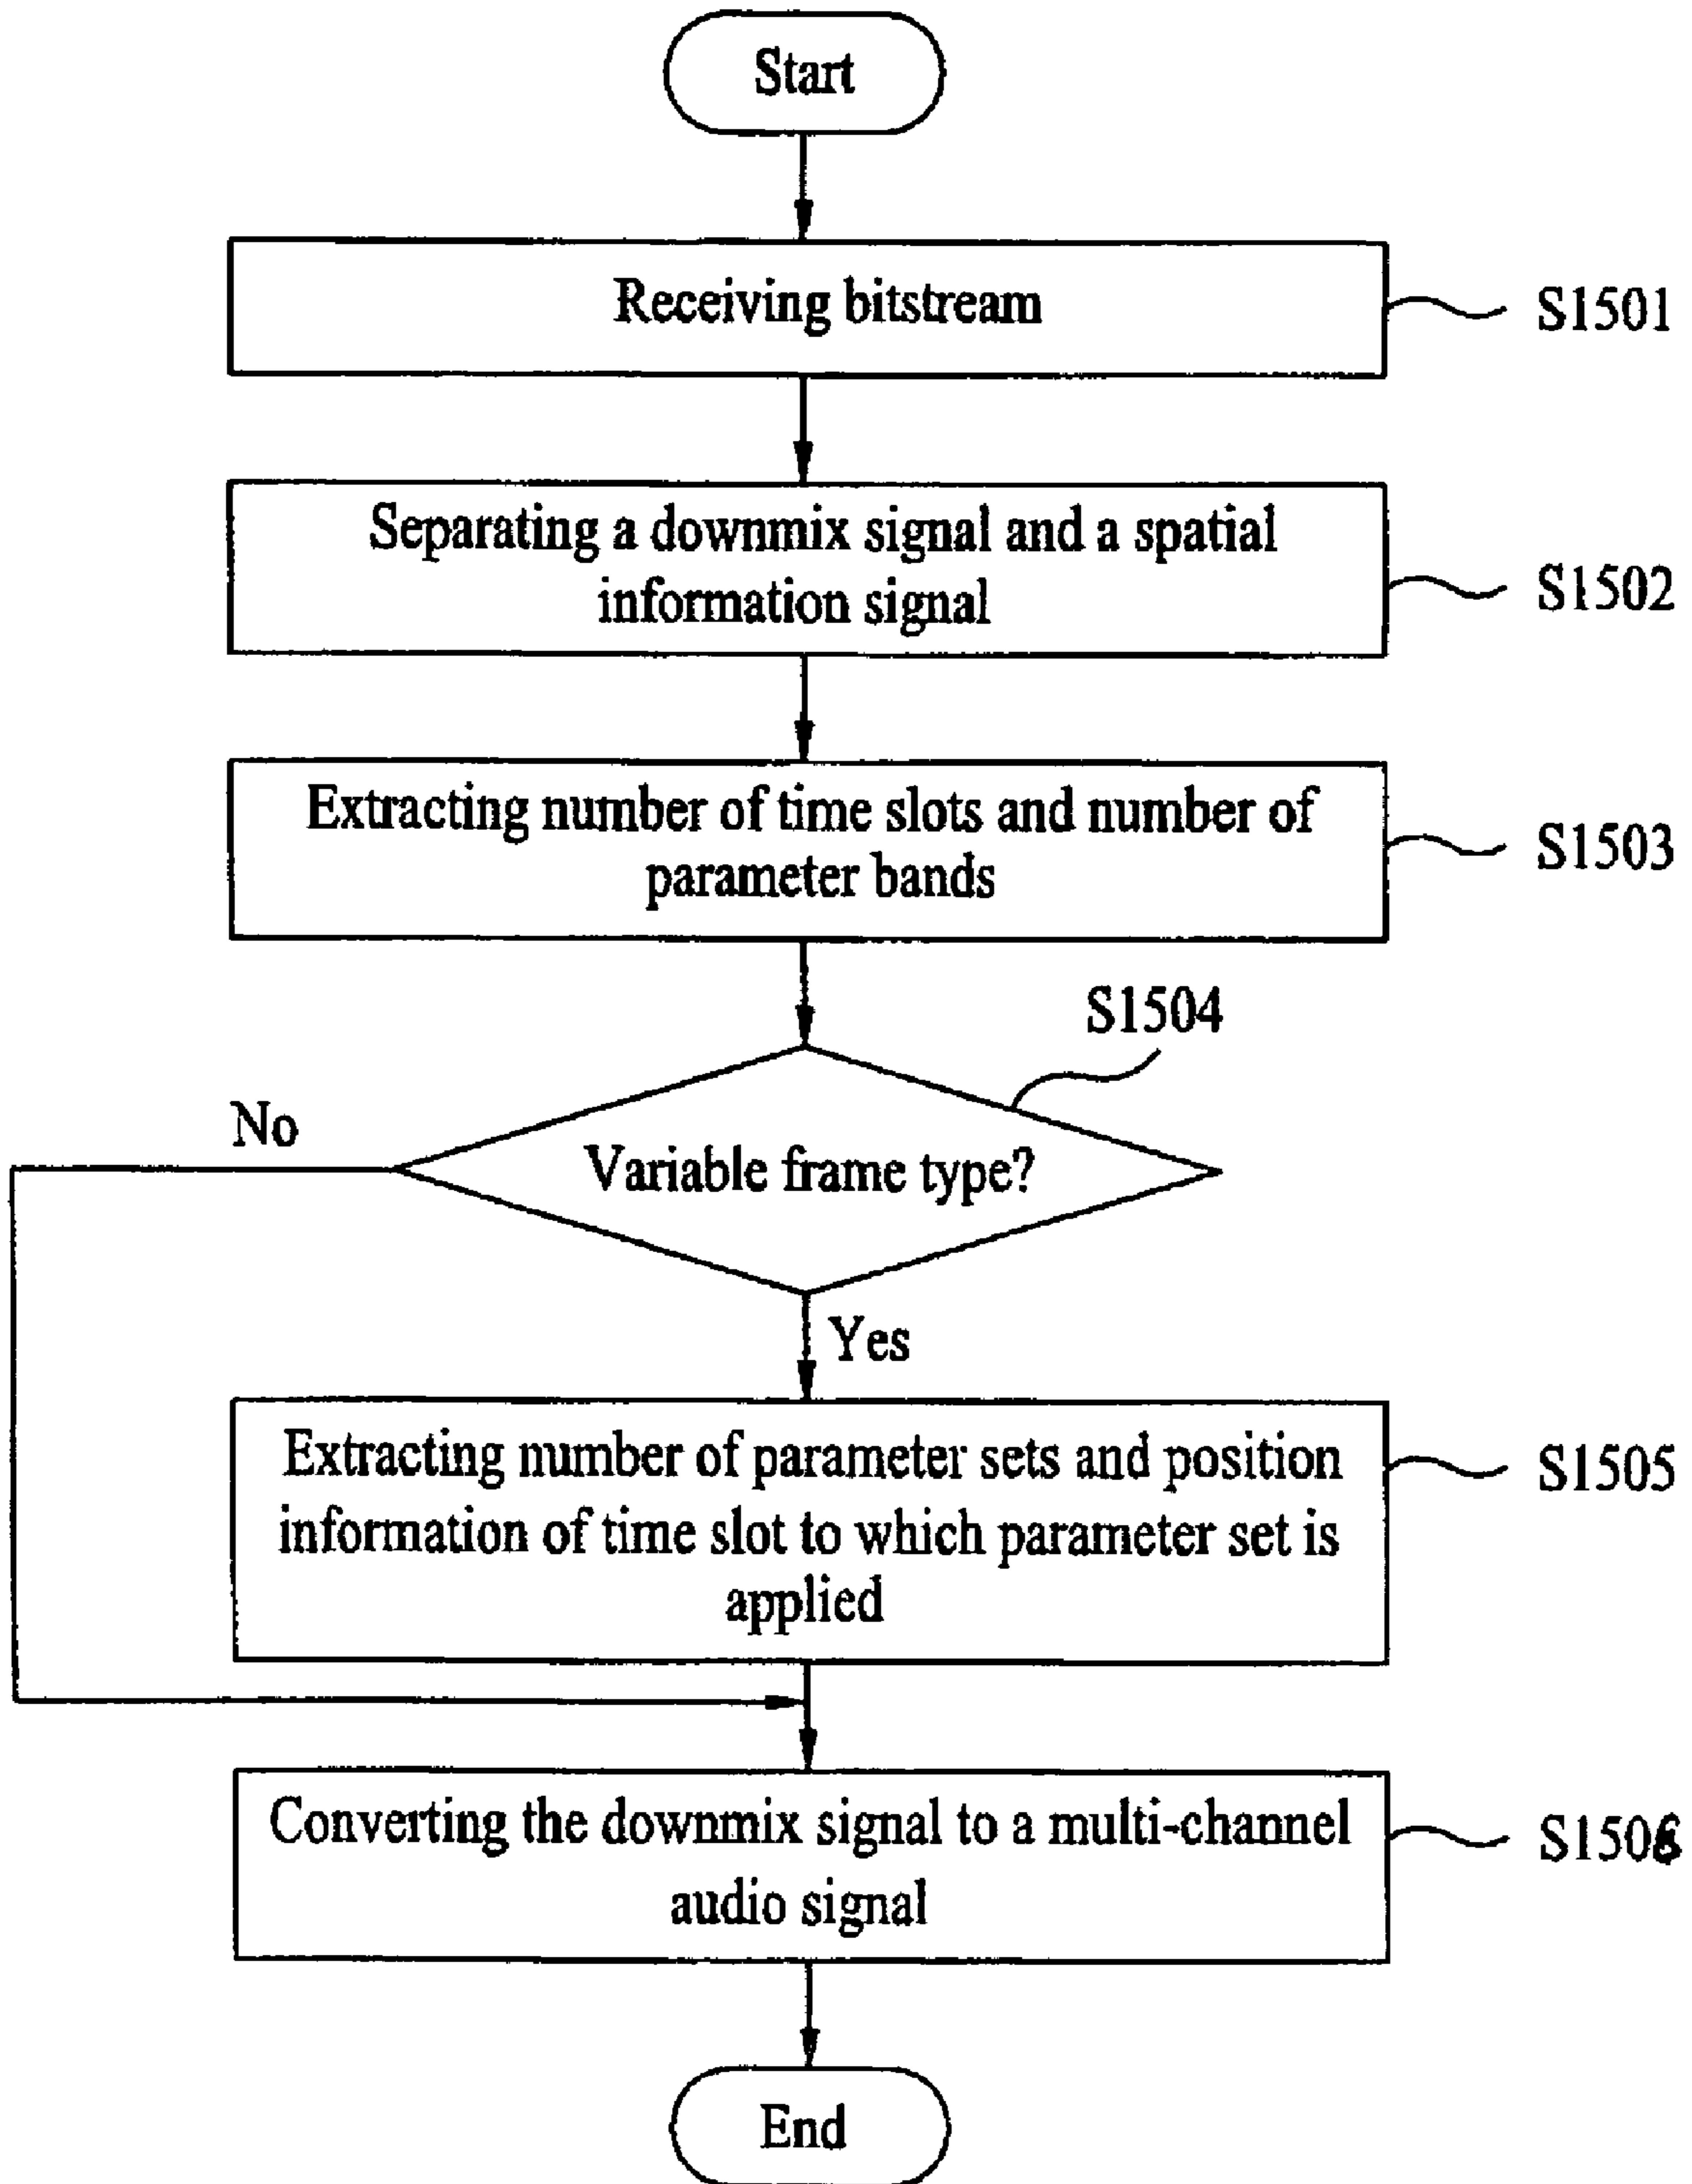 Start
Receiving bitstream
S1501
Separating a downmix signal and a spatial
information signal
S1502
Extracting number of time slots and number of
parameter bands
S1503
S1504
No
Variable frame type?
Yes
Extracting number of parameter sets and position
information of time slot to which parameter set is
applied
S1505
Converting the downmix signal to a multi-channel
audio signal
S1506
End